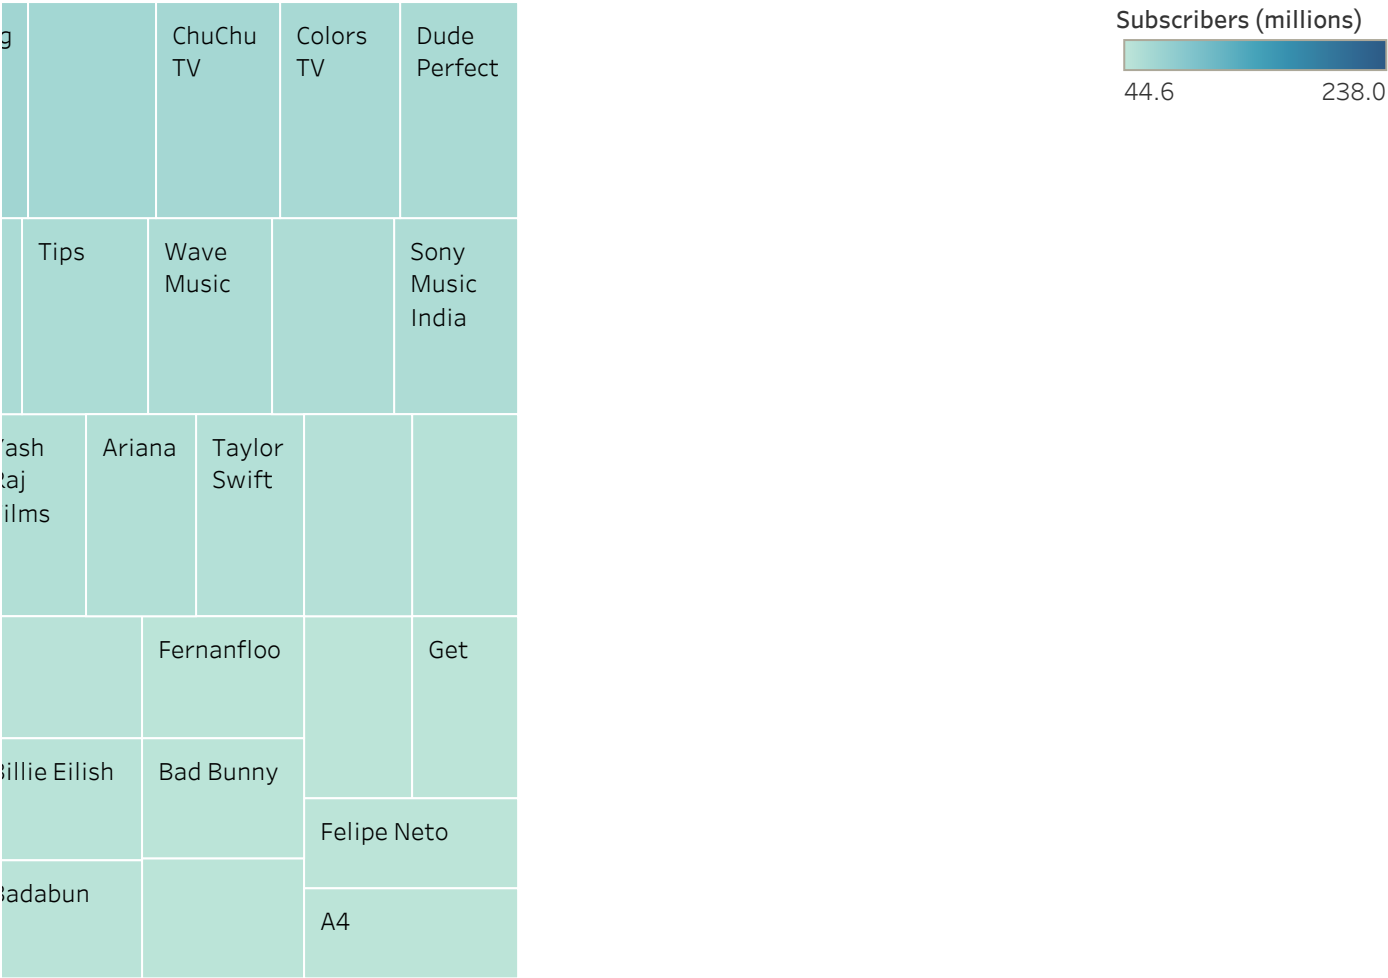 g
ChuChu
TV
Colors
TV
Dude
Perfect
Subscribers (millions)
44.6
238.0
Tips
Wave
Music
Sony
Music
India
Ariana
Taylor
Swift
Fernanfloo
Get
Eilish
Bad Bunny
Felipe Neto
A4